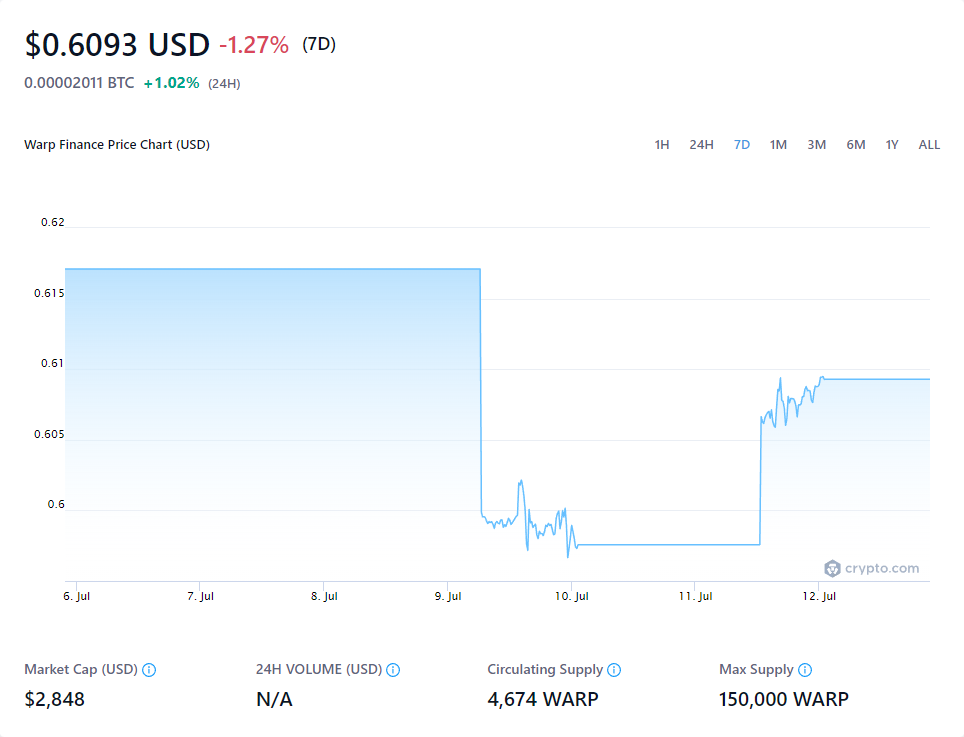 $0.6093 USD -1.27% (7D)
0.00002011 BTC +1.02% (24H)
Warp Finance Price Chart (USD)
1H 24H 7D 1M 3M 6M 1Y ALL
0.62
0.615
0.61
0.605
0.6
crypto.com
6. Jul 7. Jul 8. Jul 9. Jul 10. Jul 11. Jul 12. Jul
Market Cap (USD) 24H VOLUME (USD) Circulating Supply Max Supply
$2,848 N/A 4,674 WARP 150,000 WARP